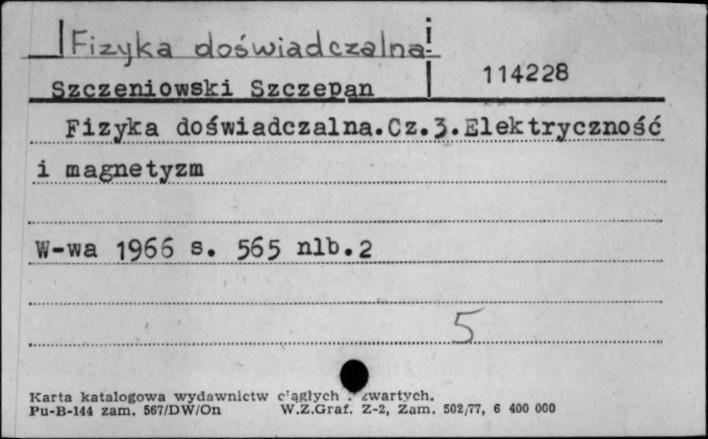 Fizyka doświadczalna
114228
Szczeniowski Szczepan
Fizyka doświadczalna.Cz.3.Elektryczność
i magnetyzm
W-wa 1966 s. 565 nlb.2
5
Karta katalogowa wydawnictw ciągłych i zwartych.
Pu-B-144 zam. 567/DW/On W.Z.Graf. Z-2, Zam. 502/77, 6 400 000